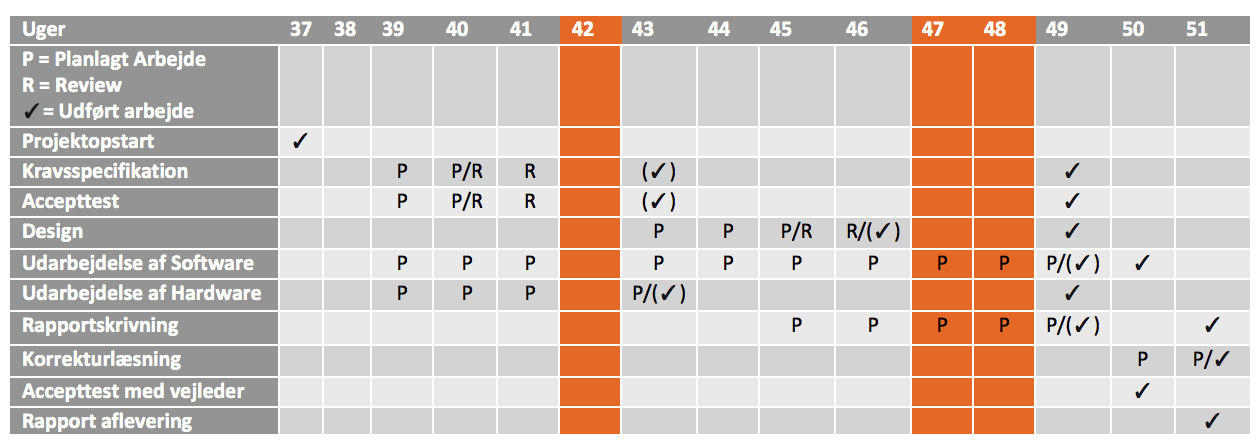 Uger 37 38 39 40 41 42 43 44 45 46 47 48 49 50 51
P = Planlagt Arbejde
R = Review
✓= Udført arbejde
Projektopstart ✓
Kravsspecifikation P P/R R (✓) ✓
Accepttest P P/R R (✓) ✓
Design P P P/R R/(✓) ✓
Udarbejdelse af Software P P P P P P P P P P/(✓) ✓
Udarbejdelse af Hardware P P P P/(✓) ✓
Rapportskrivning P P P P P/(✓) ✓
Korrekturlæsning P P/✓
Accepttest med vejleder ✓
Rapport aflevering ✓